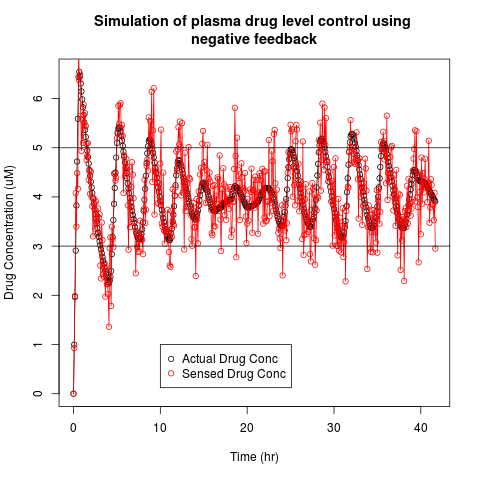 Simulation of plasma drug level control using
negative feedback
Drug Concentration (uM)
6
5
4
3
2
1
0
Actual Drug Conc
Sensed Drug Conc
0 10 20 30 40
Time (hr)